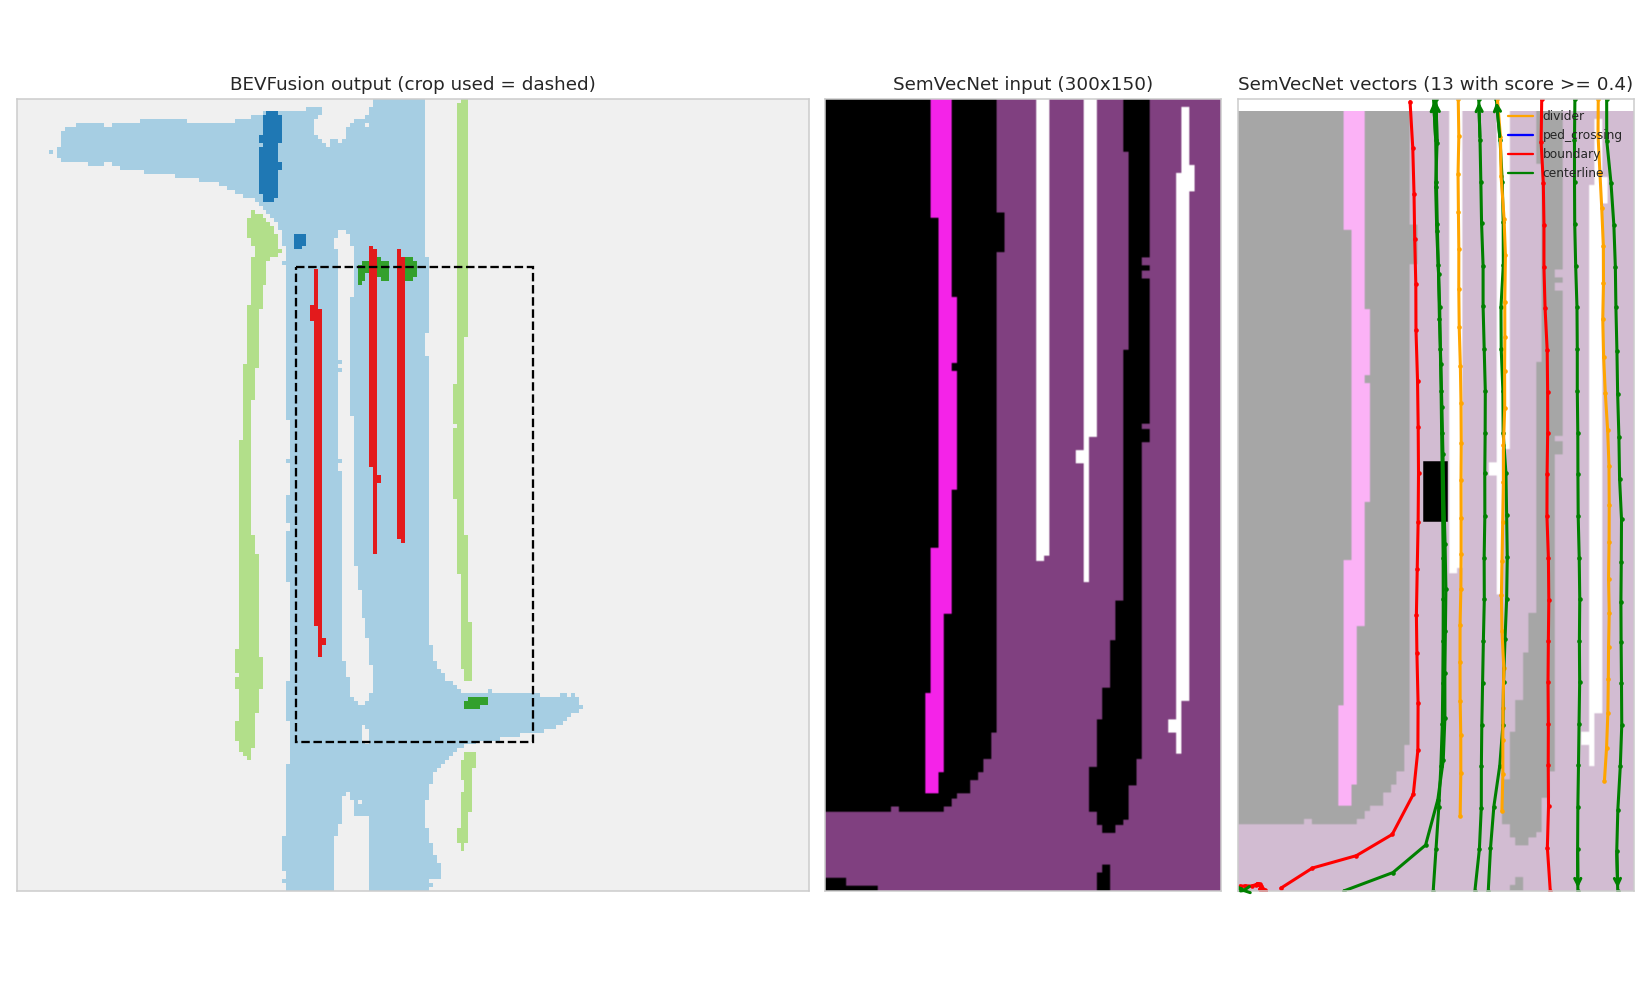 BEVFusion output (crop used = dashed)
SemVecNet input (300x150)
SemVecNet vectors (13 with score >= 0.4)
divider
ped_crossing
boundary
centerline